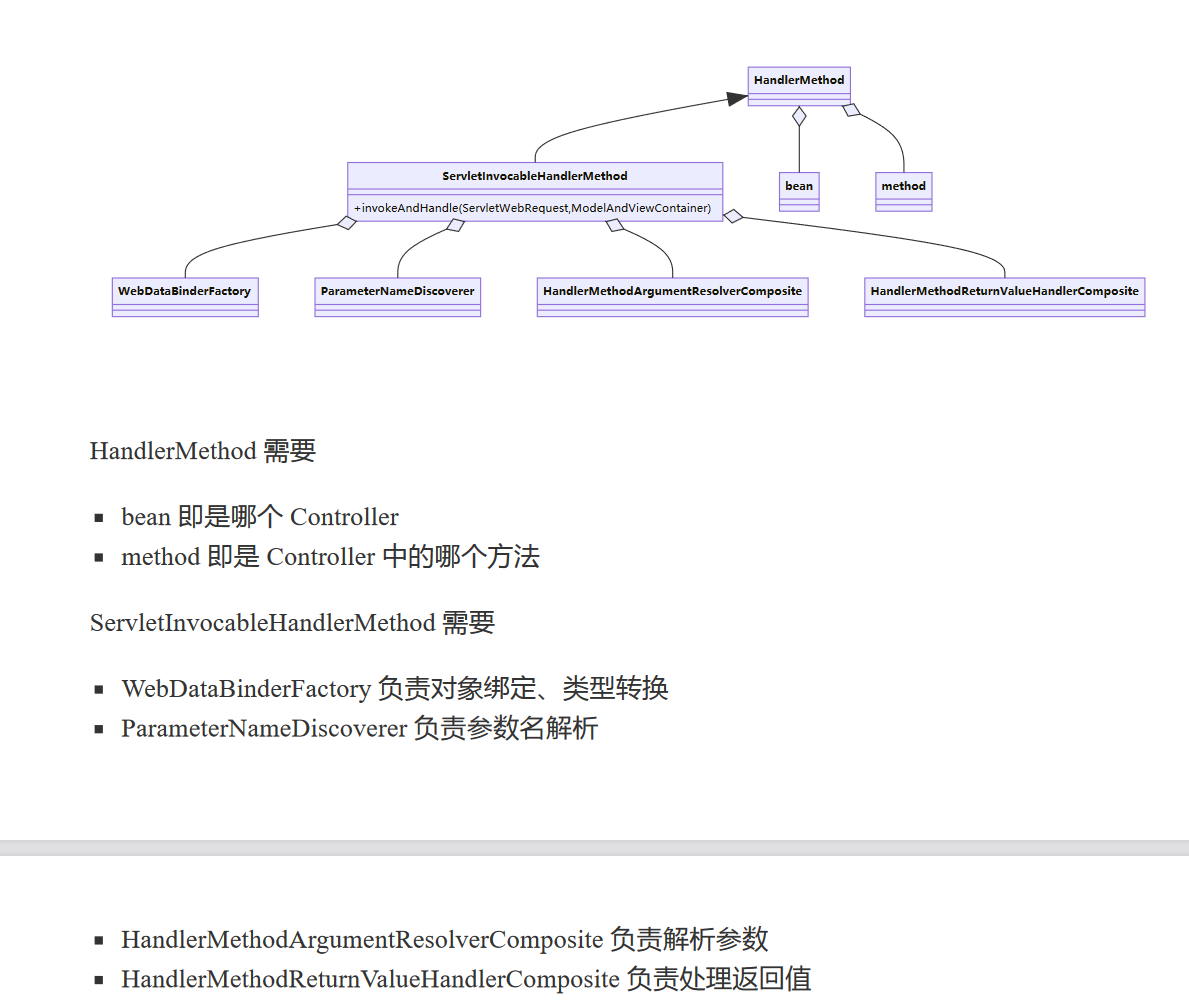 HandlerMethod
ServletInvocableHandlerMethod
+invokeAndHandle(ServletWebRequest,ModelAndViewContainer)
bean
method
WebDataBinderFactory
ParameterNameDiscoverer
HandlerMethodArgumentResolverComposite
HandlerMethodReturnValueHandlerComposite
HandlerMethod 需要
bean 即是哪个 Controller
method 即是 Controller 中的哪个方法
ServletInvocableHandlerMethod 需要
WebDataBinderFactory 负责对象绑定、类型转换
ParameterNameDiscoverer 负责参数名解析
HandlerMethodArgumentResolverComposite 负责解析参数
HandlerMethodReturnValueHandlerComposite 负责处理返回值